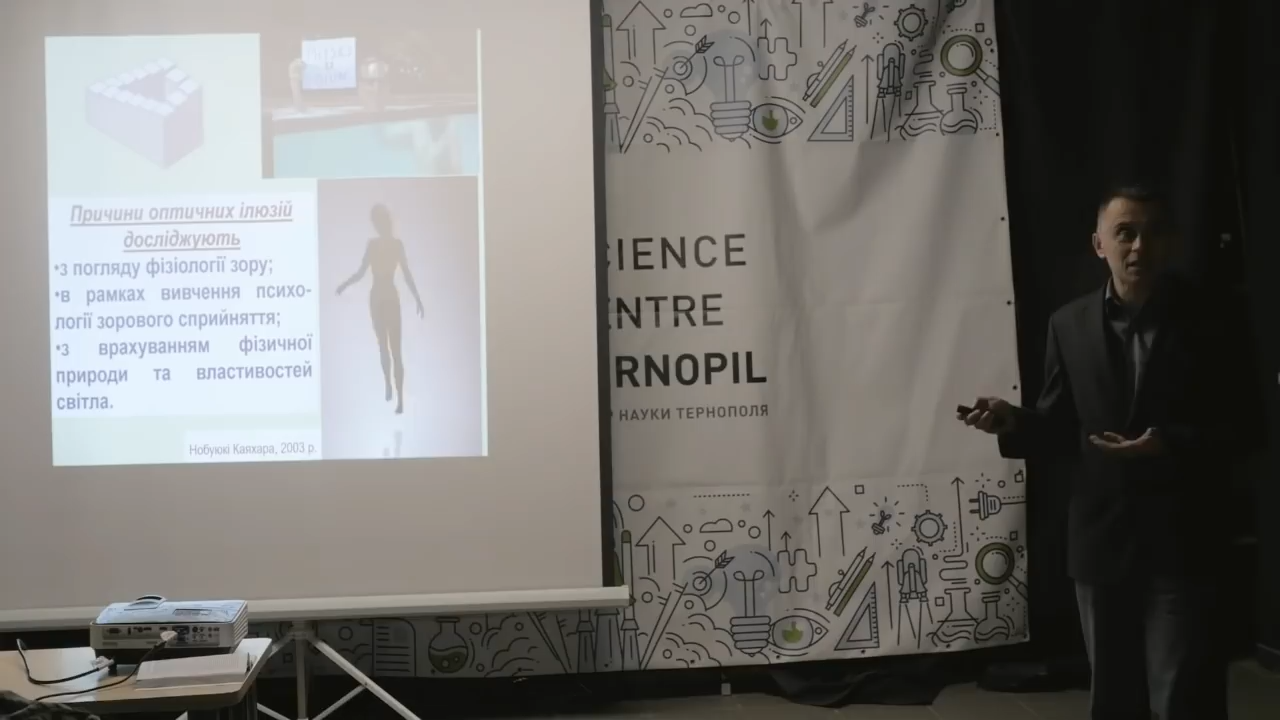 Причини оптичних ілюзій
досліджують
•з погляду фізіології зору;
•в рамках вивчення психо-
логії зорового сприйняття;
•з врахуванням фізичної
природи та властивостей
світла.
Нобуюкі Каяхара, 2003 р.
CIENCE
ENTRE
RNOPIL
НАУКИ ТЕРНОПОЛЯ